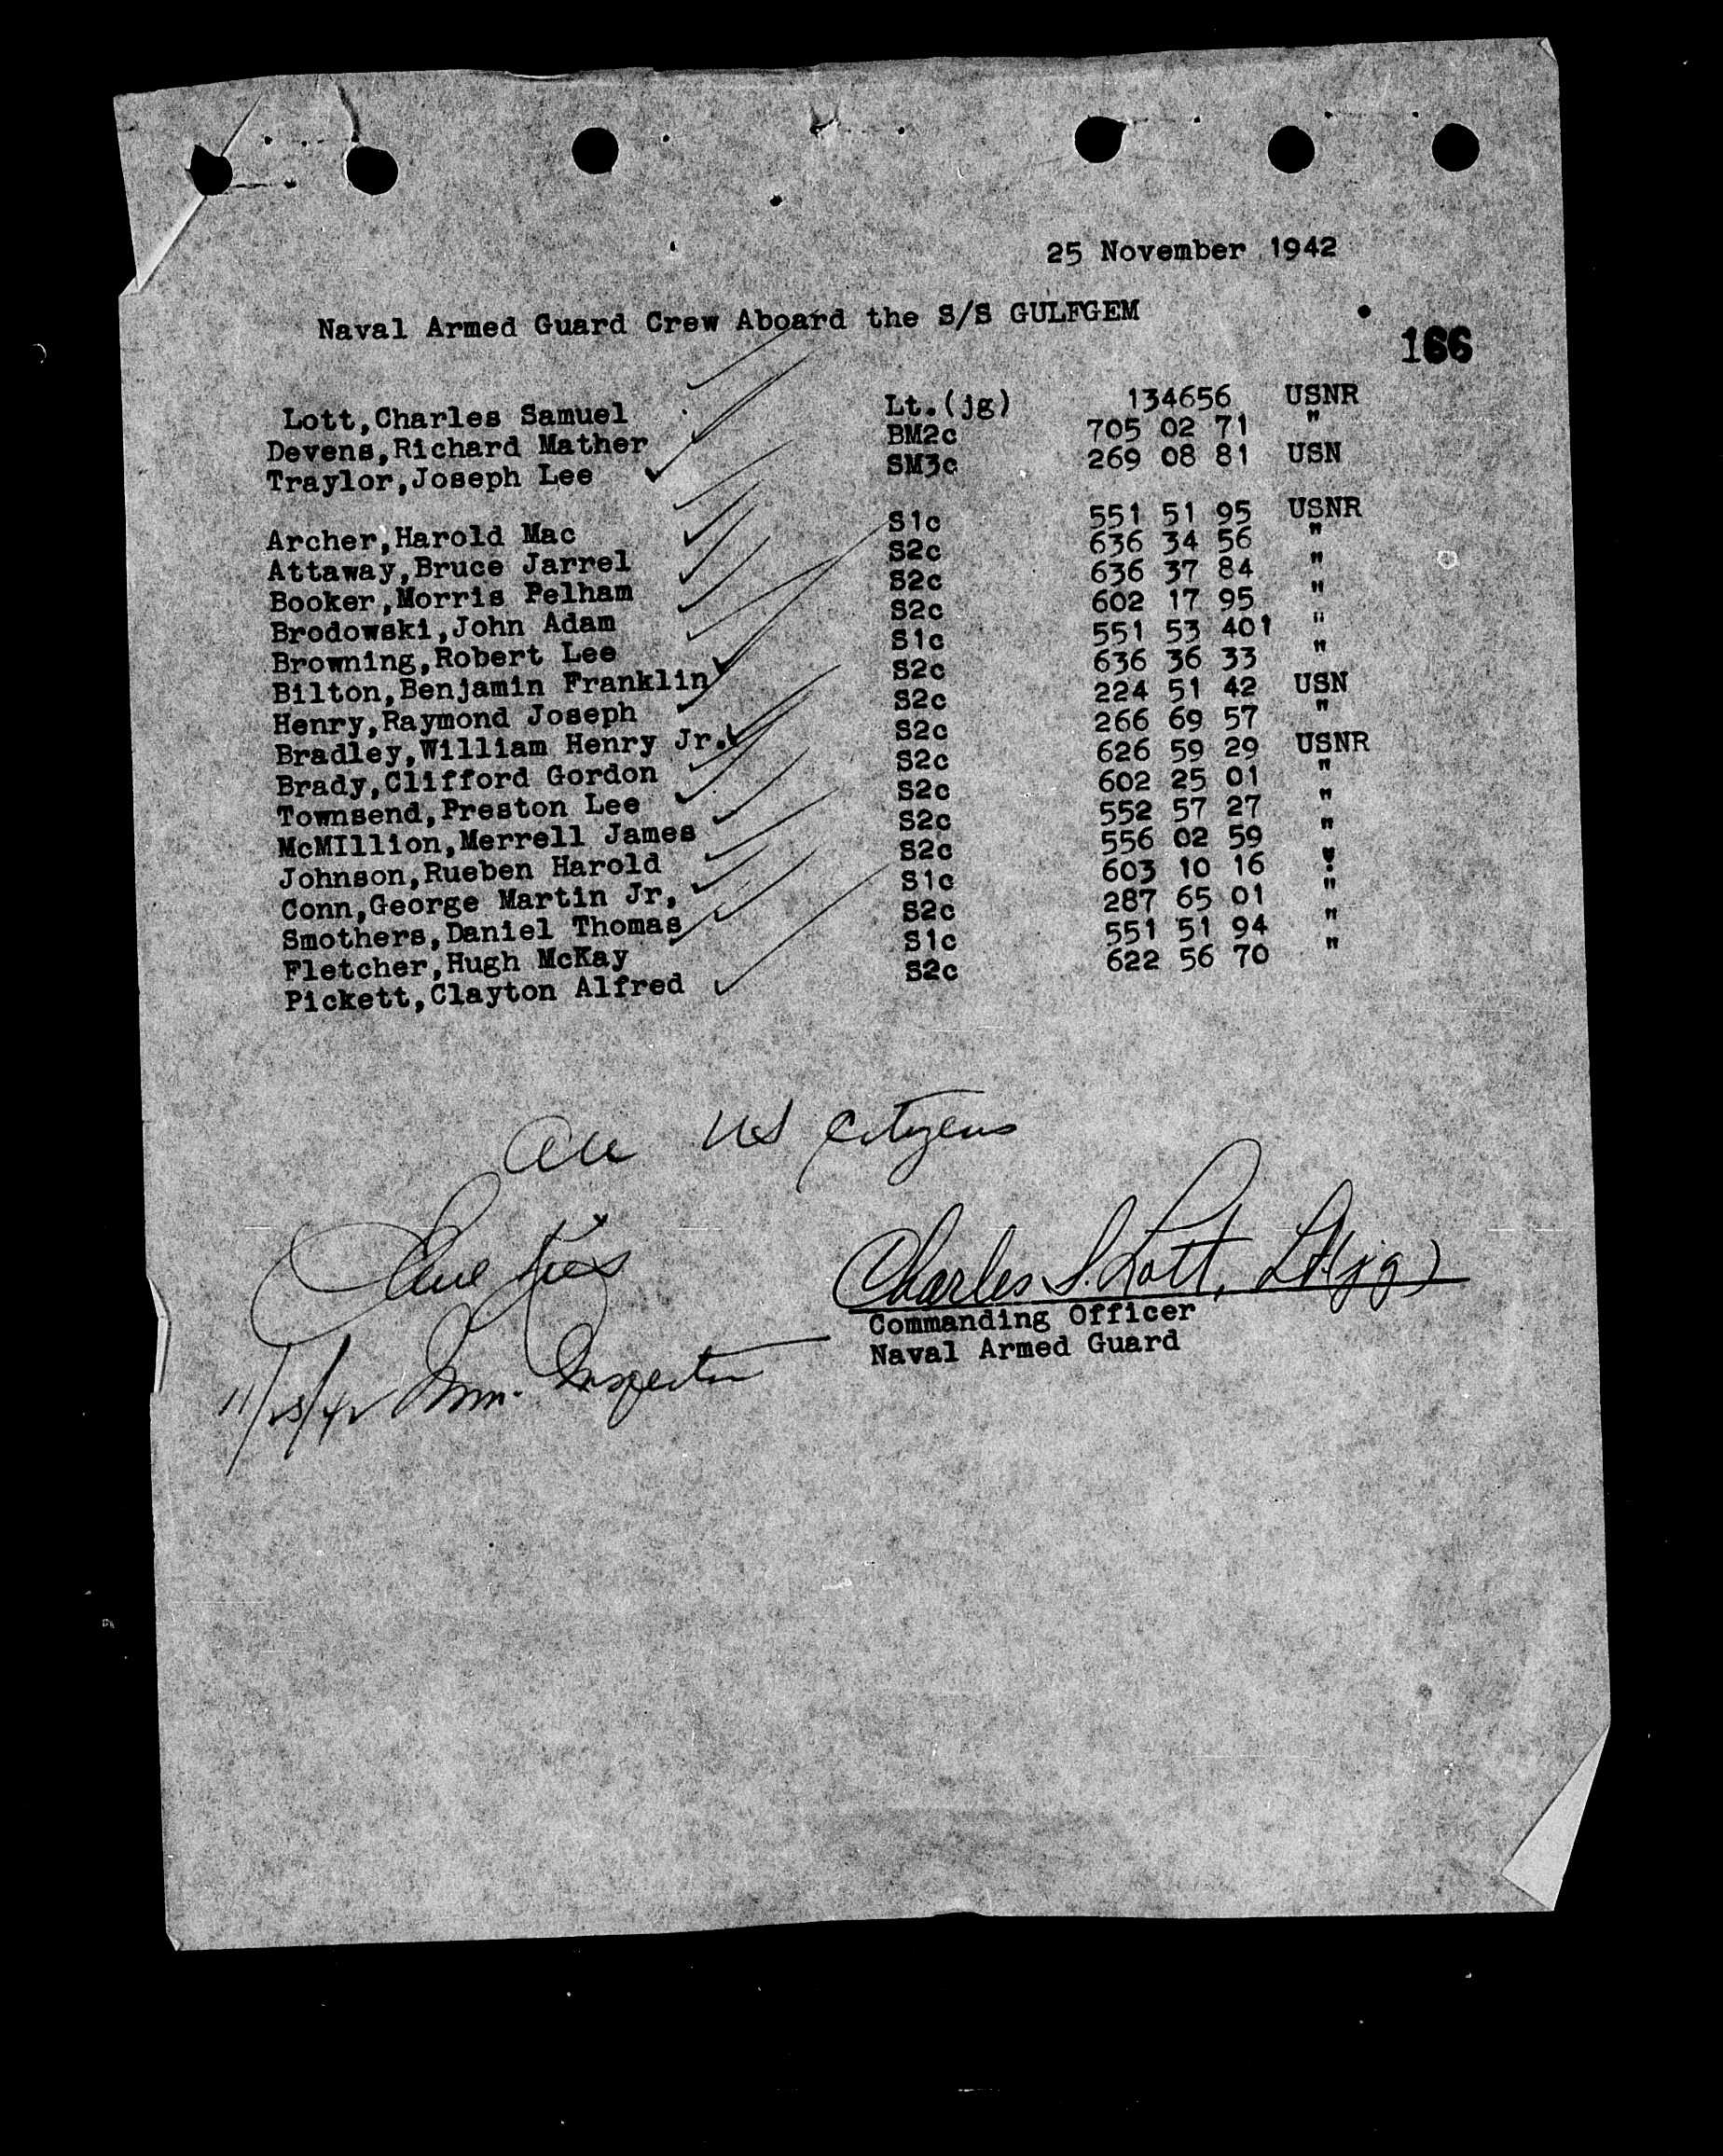 25 November 1942
Naval Armed Guard Crew Aboard the S/S GULFGEM
166
Lott,Charles Samuel Lt.(jg) 134656 USNR
Devens,Richard Mather BM2c 705 02 71 "
Traylor,Joseph Lee SM3c 269 08 81 USN
Archer,Harold Mac S1c 551 51 95 USNR
Attaway,Bruce Jarrel S2c 636 34 56 "
Booker,Morris Pelham S2c 636 37 84 "
Brodowski,John Adam S2c 602 17 95 "
Browning,Robert Lee S1c 551 53 401 "
Bilton,Benjamin Franklin S2c 636 36 33 "
Henry,Raymond Joseph S2c 224 51 42 USN
Bradley,William Henry Jr. S2c 266 69 57 "
Brady,Clifford Gordon S2c 626 59 29 USNR
Townsend,Preston Lee S2c 602 25 01 "
McMIllion,Merrell James S2c 552 57 27 "
Johnson,Rueben Harold S2c 556 02 59 "
Conn,George Martin Jr, S1c 603 10 16 "
Smothers,Daniel Thomas S2c 287 65 01 "
Fletcher,Hugh McKay S1c 551 51 94 "
Pickett,Clayton Alfred S2c 622 56 70 "
All US Citizens
Charles S. Lott, Lt(jg)
Commanding Officer
Naval Armed Guard
11/25/42 Imm. Inspector